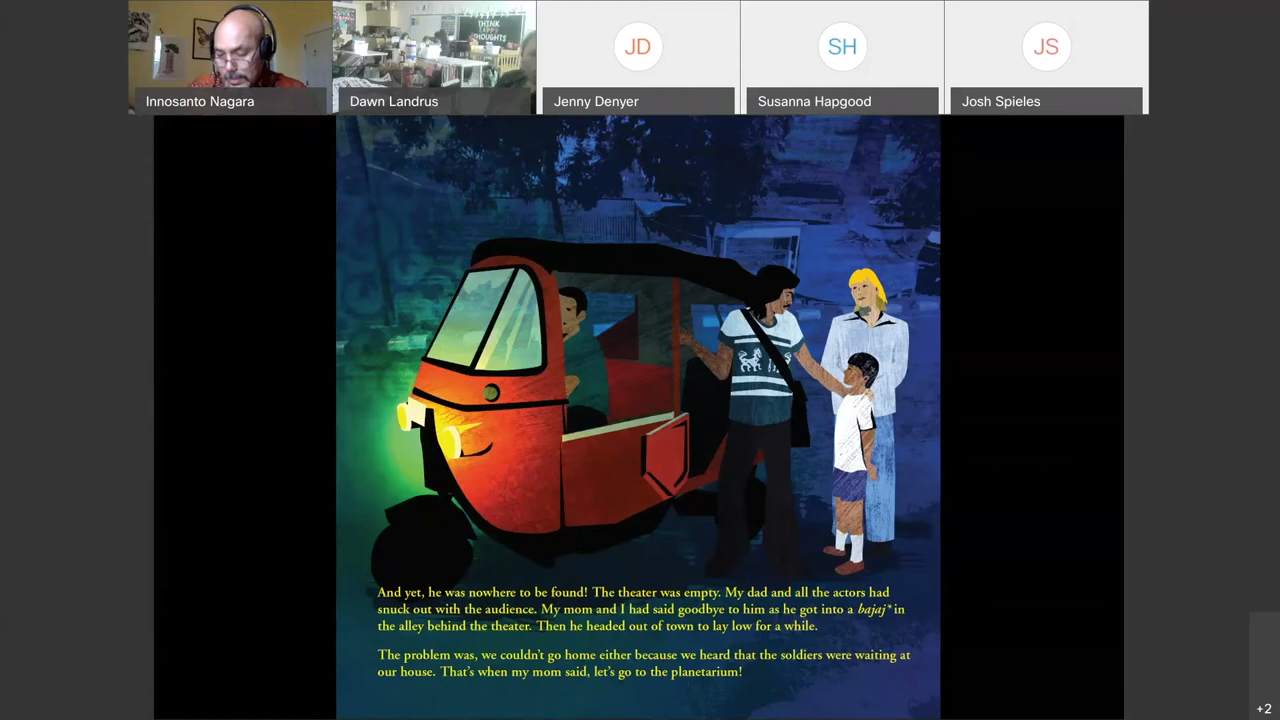 THINK
HAPPY
THOUGHTS
JD
SH
JS
Innosanto Nagara
Dawn Landrus
Jenny Denyer
Susanna Hapgood
Josh Spieles
And yet, he was nowhere to be found! The theater was empty. My dad and all the actors had
snuck out with the audience. My mom and I had said goodbye to him as he got into a bajaj* in
the alley behind the theater. Then he headed out of town to lay low for a while.
The problem was, we couldn't go home either because we heard that the soldiers were waiting at
our house. That's when my mom said, let's go to the planetarium!
+2